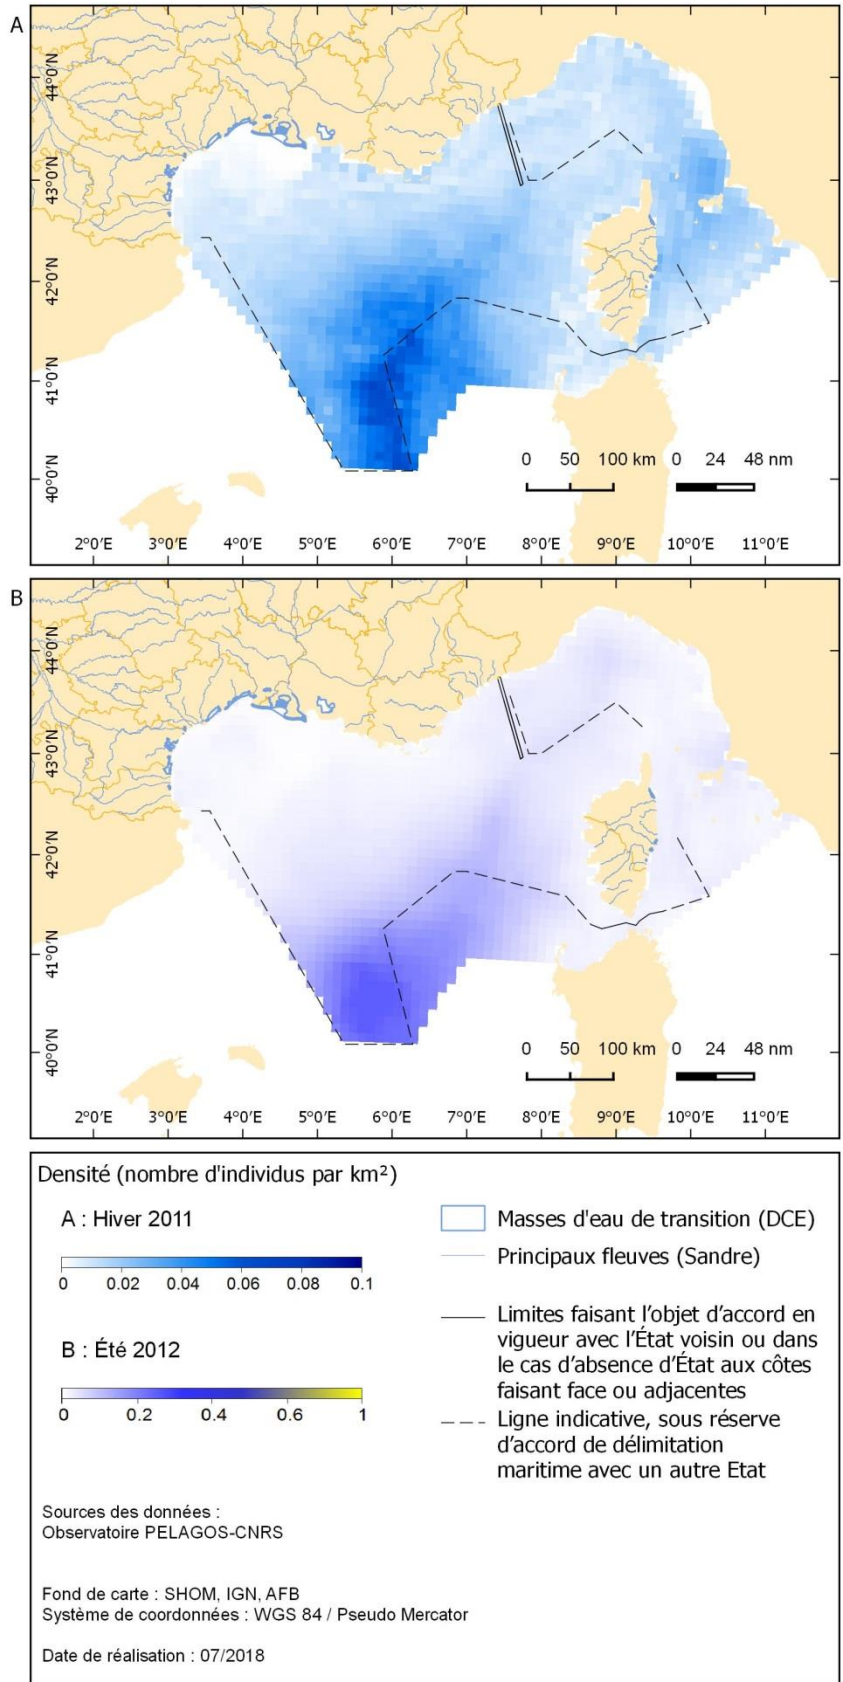 A
44°0'N
43°0'N
42°0'N
41°0'N
40°0'N
0 50 100 km 0 24 48 nm
2°0'E 3°0'E 4°0'E 5°0'E 6°0'E 7°0'E 8°0'E 9°0'E 10°0'E 11°0'E
B
44°0'N
43°0'N
42°0'N
41°0'N
40°0'N
0 50 100 km 0 24 48 nm
2°0'E 3°0'E 4°0'E 5°0'E 6°0'E 7°0'E 8°0'E 9°0'E 10°0'E 11°0'E
Densité (nombre d'individus par km²)
A : Hiver 2011
0 0.02 0.04 0.06 0.08 0.1
B : Été 2012
0 0.2 0.4 0.6 0.8 1
Masses d'eau de transition (DCE)
Principaux fleuves (Sandre)
Limites faisant l'objet d'accord en
vigueur avec l'État voisin ou dans
le cas d'absence d'État aux côtes
faisant face ou adjacentes
Ligne indicative, sous réserve
d'accord de délimitation
maritime avec un autre Etat
Sources des données :
Observatoire PELAGOS-CNRS
Fond de carte : SHOM, IGN, AFB
Système de coordonnées : WGS 84 / Pseudo Mercator
Date de réalisation : 07/2018